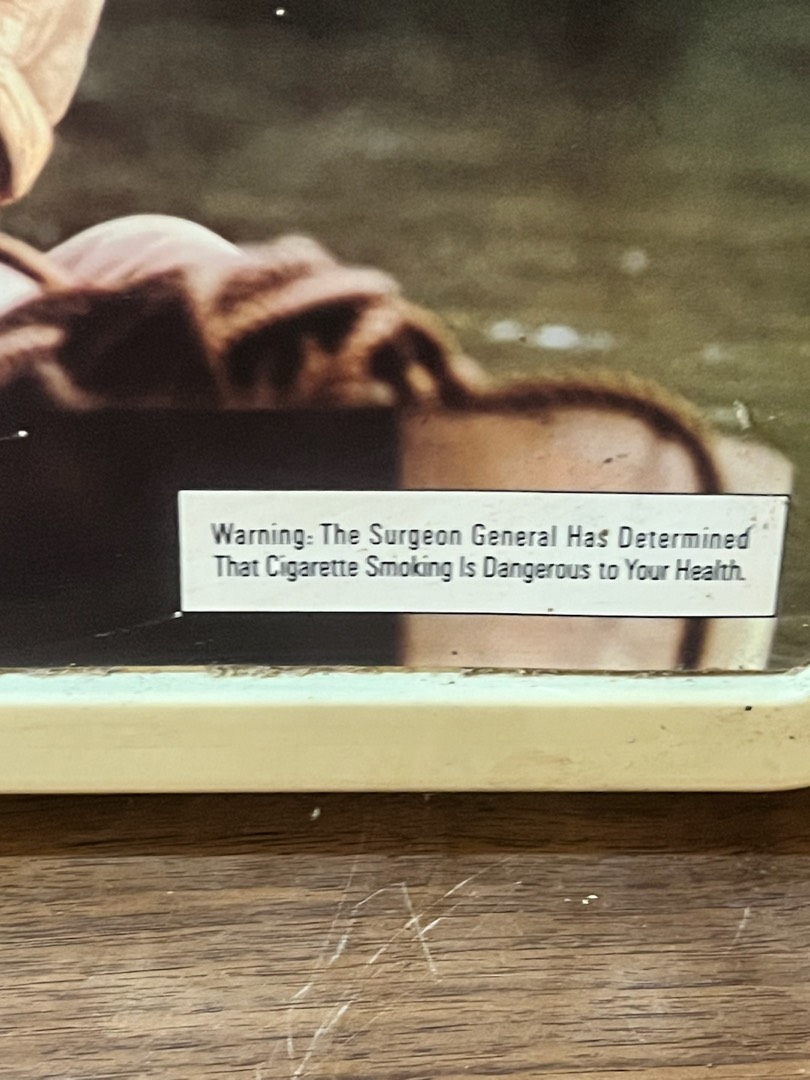 Warning: The Surgeon General Has Determined
That Cigarette Smoking Is Dangerous to Your Health.